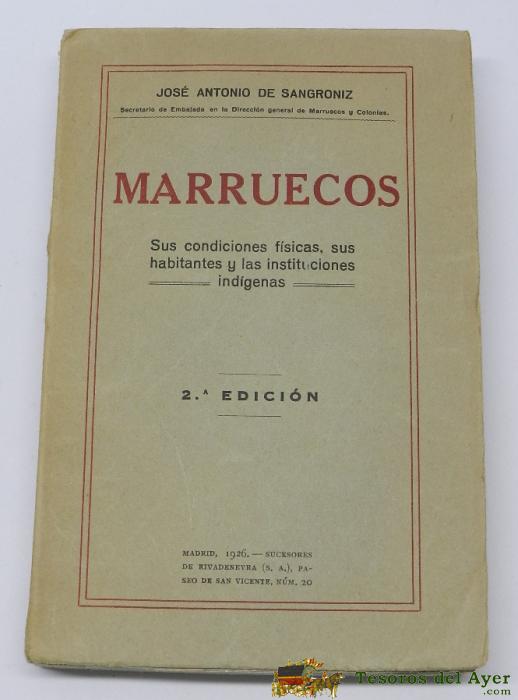 JOSÉ ANTONIO DE SANGRONIZ
Secretario de Embajada en la Dirección general de Marruecos y Colonias.
MARRUECOS
Sus condiciones físicas, sus
habitantes y las instituciones
indígenas
2.ª EDICIÓN
MADRID, 1926. — SUCESORES
DE RIVADENEYRA (S. A.), PA-
SEO DE SAN VICENTE, NÚM. 20
Tesoros del Ayer
.com